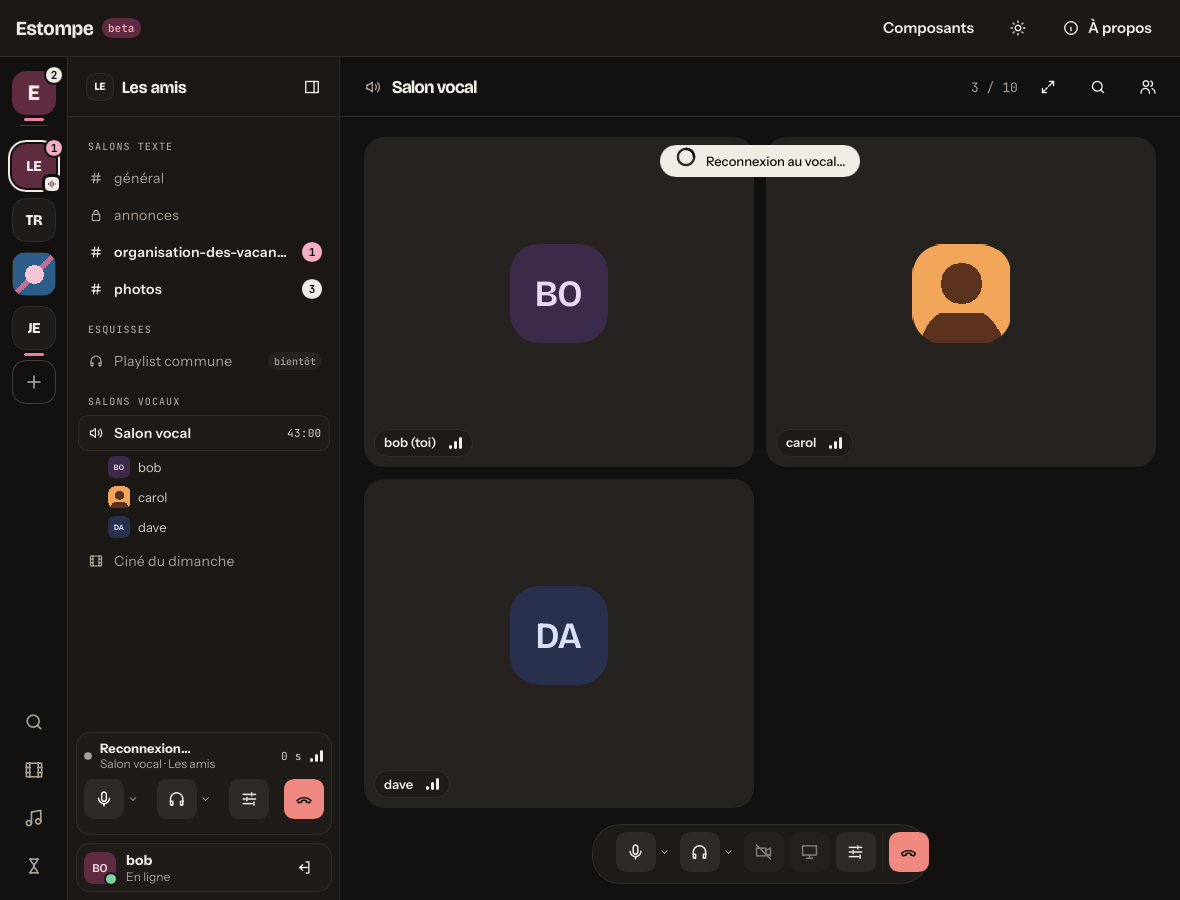 Estompe beta
Composants
À propos
E 2
LE 1
TR
JE
LE Les amis
SALONS TEXTE
# général
annonces
# organisation-des-vacan... 1
# photos 3
ESQUISSES
Playlist commune bientôt
SALONS VOCAUX
Salon vocal 43:00
BO bob
carol
DA dave
Ciné du dimanche
Reconnexion... 0 s
Salon vocal · Les amis
BO bob
En ligne
Salon vocal
3 / 10
Reconnexion au vocal...
BO
bob (toi)
carol
DA
dave